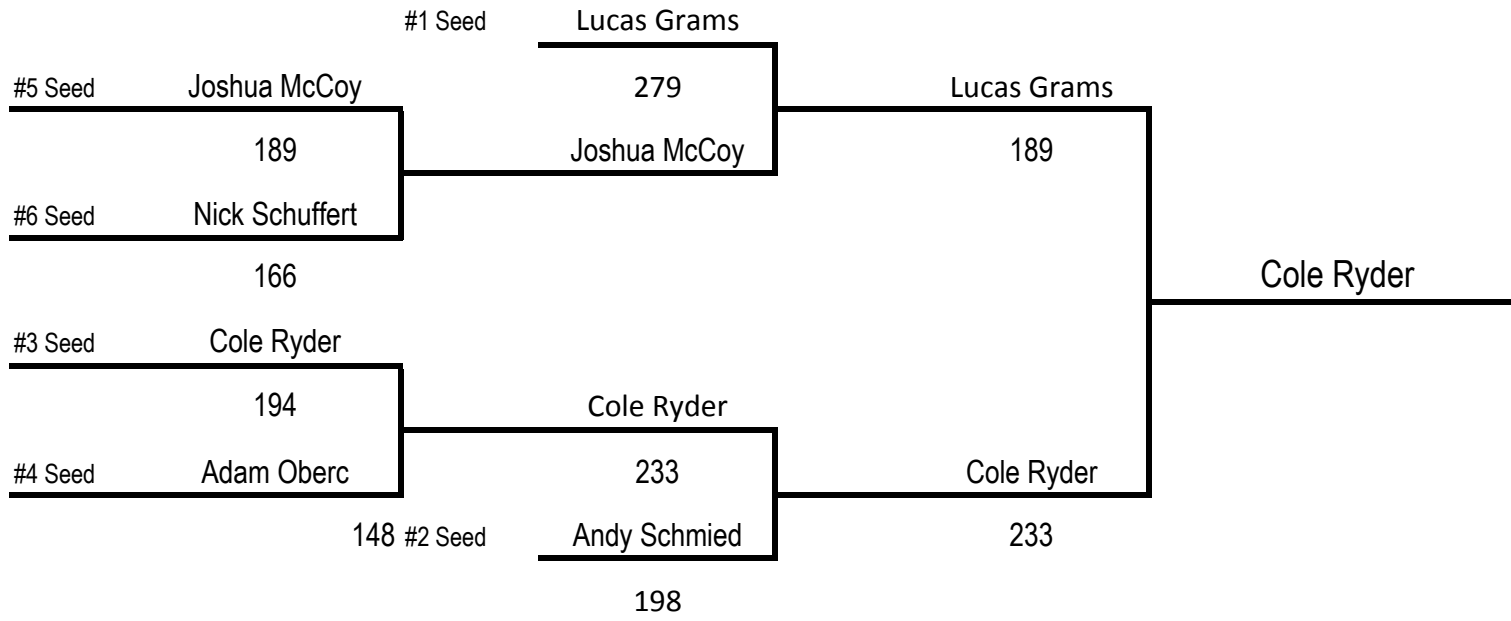 #1 Seed Lucas Grams
#5 Seed Joshua McCoy 279 Lucas Grams
189 Joshua McCoy 189
#6 Seed Nick Schuffert
166 Cole Ryder
#3 Seed Cole Ryder
194 Cole Ryder
#4 Seed Adam Oberc 233 Cole Ryder
148 #2 Seed Andy Schmied 233
198